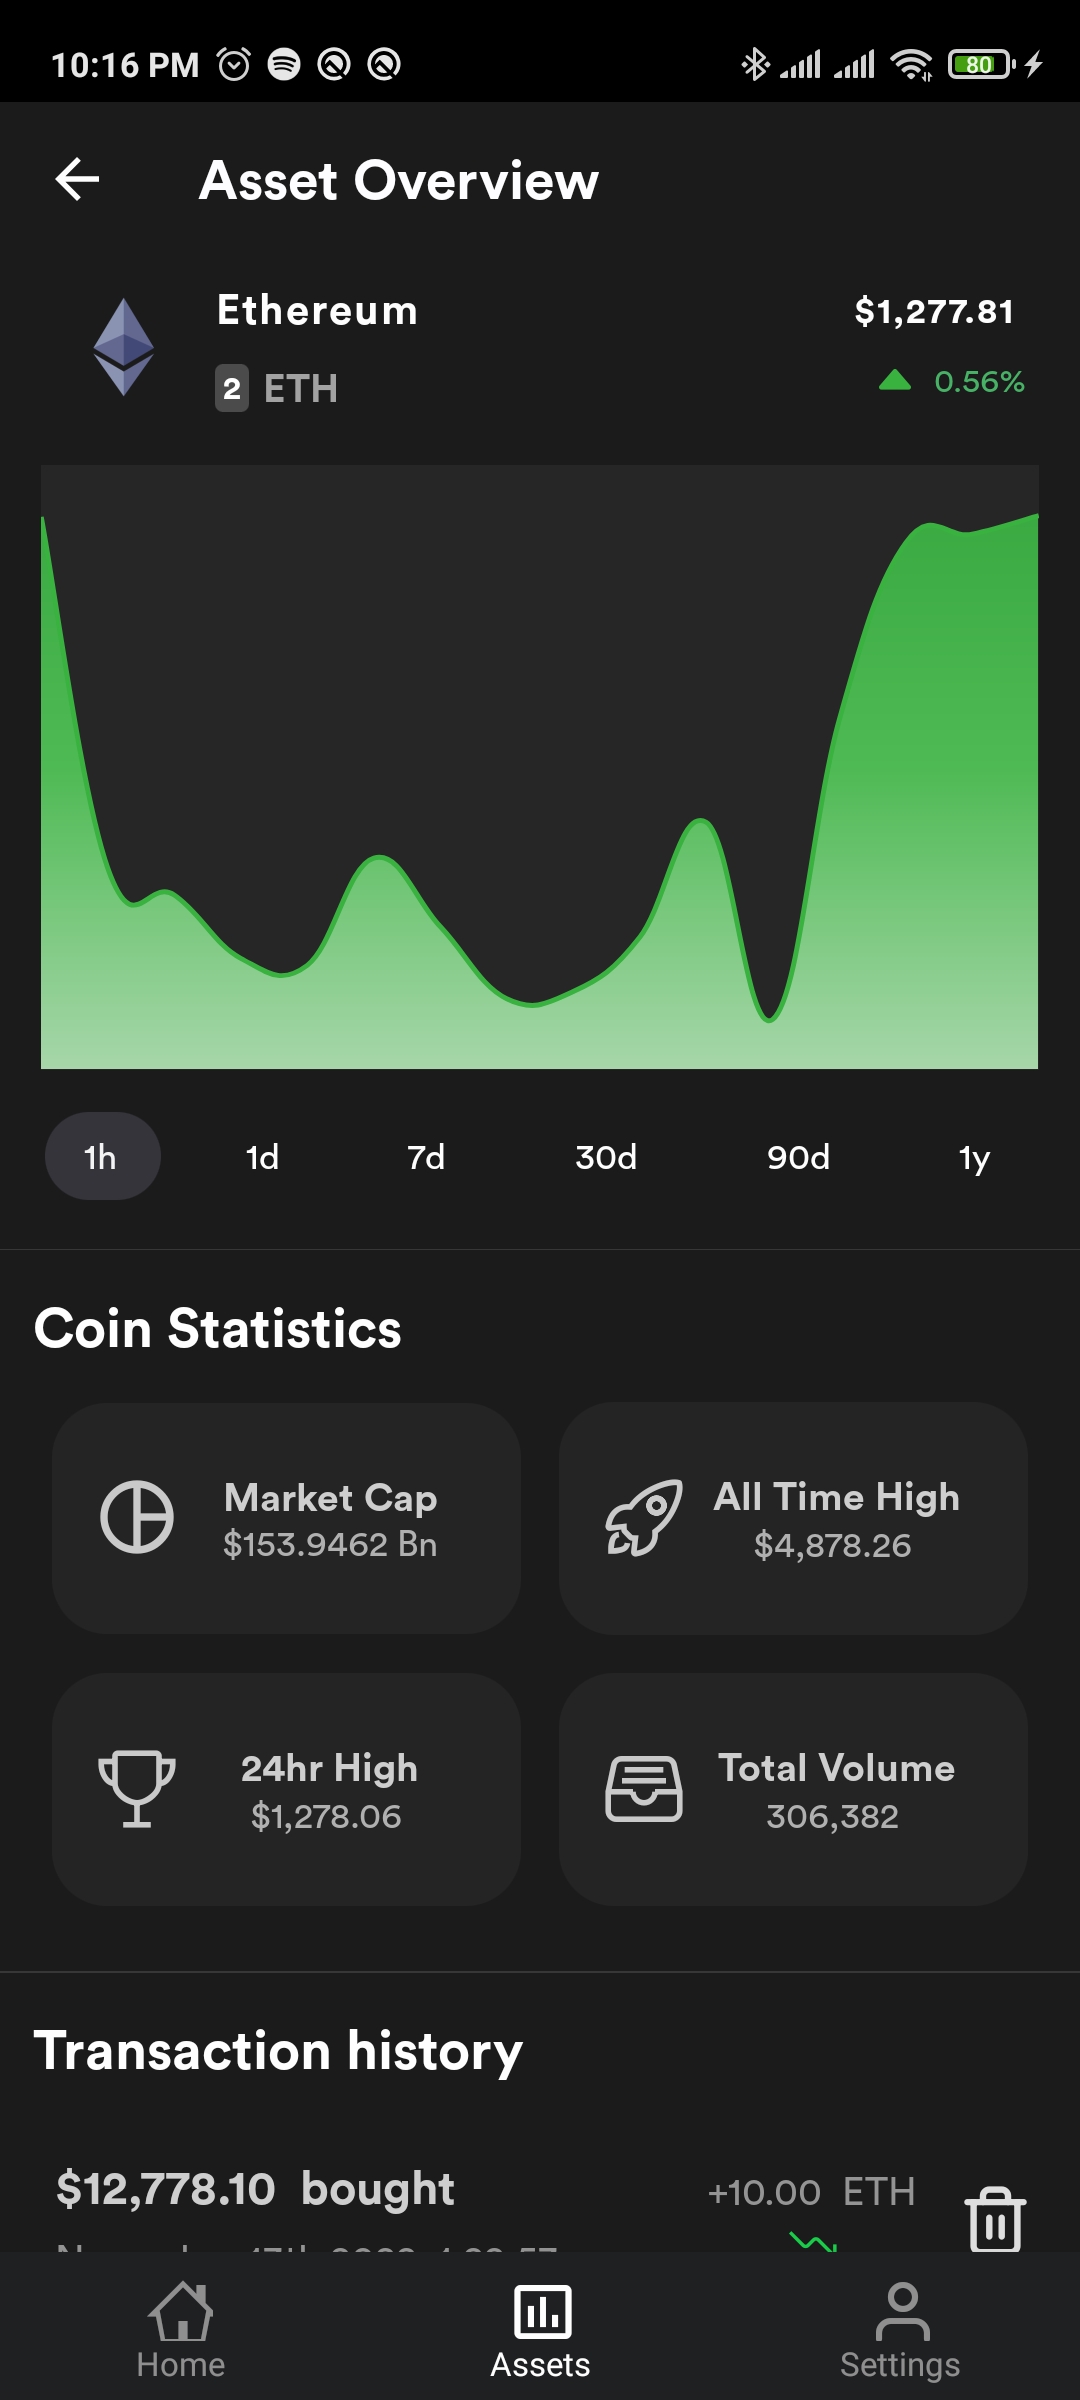 10:16 PM
80
Asset Overview
Ethereum
$1,277.81
2 ETH
0.56%
1h 1d 7d 30d 90d 1y
Coin Statistics
Market Cap
$153.9462 Bn
All Time High
$4,878.26
24hr High
$1,278.06
Total Volume
306,382
Transaction history
$12,778.10 bought
+10.00 ETH
Home
Assets
Settings